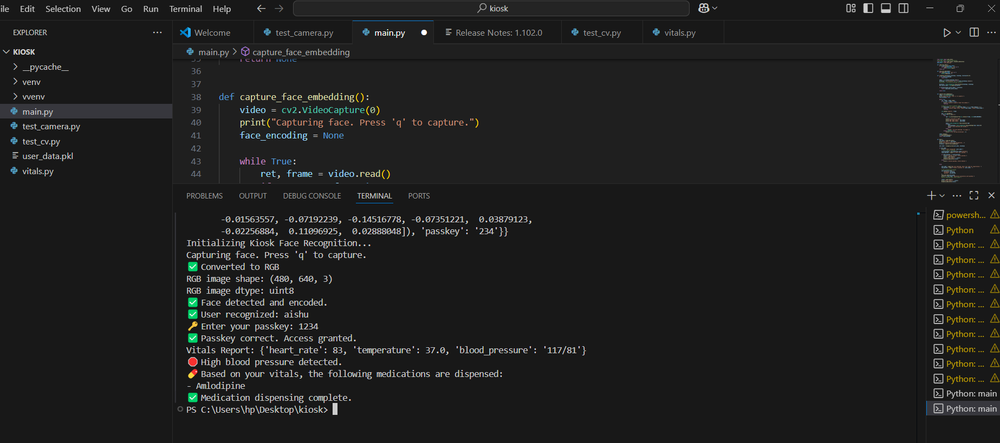 ile Edit Selection View Go Run Terminal Help
kiosk
EXPLORER
KIOSK
__pycache__
venv
vvenv
main.py
test_camera.py
test_cv.py
user_data.pkl
vitals.py
Welcome
test_camera.py
main.py
Release Notes: 1.102.0
test_cv.py
vitals.py
main.py > capture_face_embedding
35 return None
36
37
38 def capture_face_embedding():
39 video = cv2.VideoCapture(0)
40 print("Capturing face. Press 'q' to capture.")
41 face_encoding = None
42
43 while True:
44 ret, frame = video.read()
PROBLEMS OUTPUT DEBUG CONSOLE TERMINAL PORTS
-0.01563557, -0.07192239, -0.14516778, -0.07351221, 0.03879123,
-0.02256884, 0.11096925, 0.02888048]), 'passkey': '234'}}
Initializing Kiosk Face Recognition...
Capturing face. Press 'q' to capture.
✅ Converted to RGB
RGB image shape: (480, 640, 3)
RGB image dtype: uint8
✅ Face detected and encoded.
✅ User recognized: aishu
🔑 Enter your passkey: 1234
✅ Passkey correct. Access granted.
Vitals Report: {'heart_rate': 83, 'temperature': 37.0, 'blood_pressure': '117/81'}
🛑 High blood pressure detected.
💊 Based on your vitals, the following medications are dispensed:
- Amlodipine
✅ Medication dispensing complete.
PS C:\Users\hp\Desktop\kiosk>
powersh...
Python
Python: ...
Python: ...
Python: ...
Python: ...
Python: ...
Python: ...
Python: ...
Python: ...
Python: ...
Python: ...
Python: main
Python: main